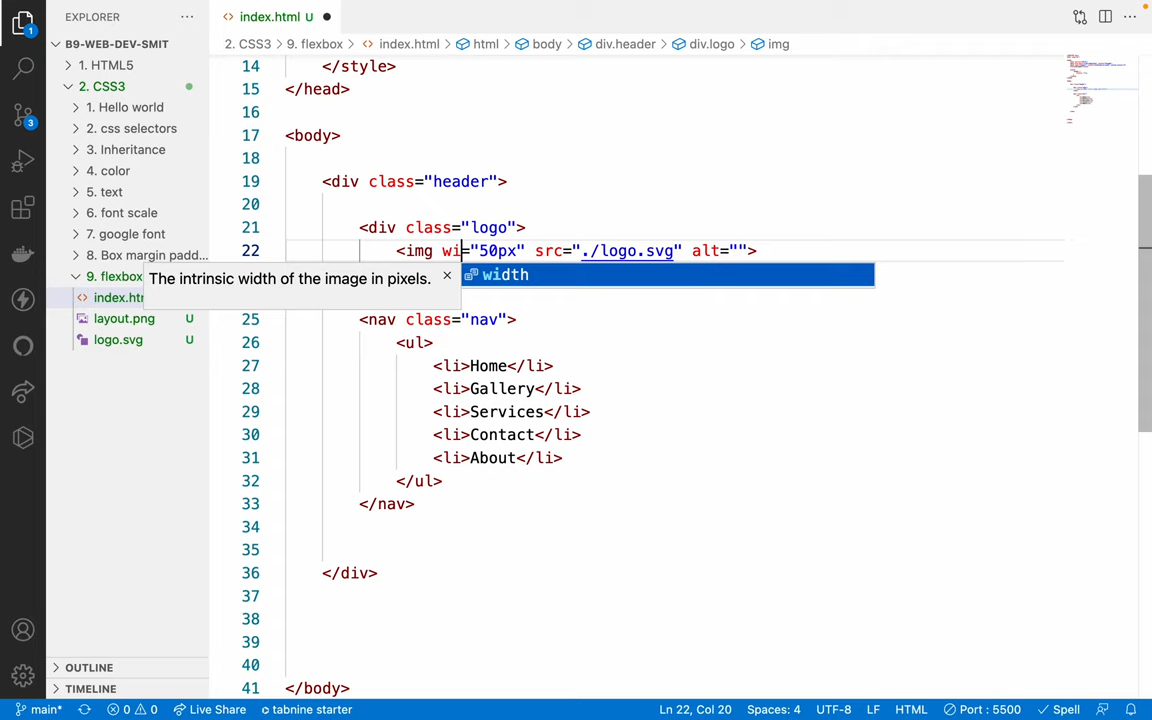 EXPLORER
index.html U
B9-WEB-DEV-SMIT
2. CSS3 > 9. flexbox > index.html > html > body > div.header > div.logo > img
1. HTML5
2. CSS3
1. Hello world
2. css selectors
3. Inheritance
4. color
5. text
6. font scale
7. google font
8. Box margin padd...
9. flexbox
index.htm
layout.png U
logo.svg U
14 </style>
15 </head>
16
17 <body>
18
19 <div class="header">
20
21 <div class="logo">
22 <img wi="50px" src="./logo.svg" alt="">
The intrinsic width of the image in pixels. ×
width
25 <nav class="nav">
26 <ul>
27 <li>Home</li>
28 <li>Gallery</li>
29 <li>Services</li>
30 <li>Contact</li>
31 <li>About</li>
32 </ul>
33 </nav>
34
35
36 </div>
37
38
39
40
41 </body>
1
3
OUTLINE
TIMELINE
main* 0 0 Live Share tabnine starter Ln 22, Col 20 Spaces: 4 UTF-8 LF HTML Port : 5500 Spell